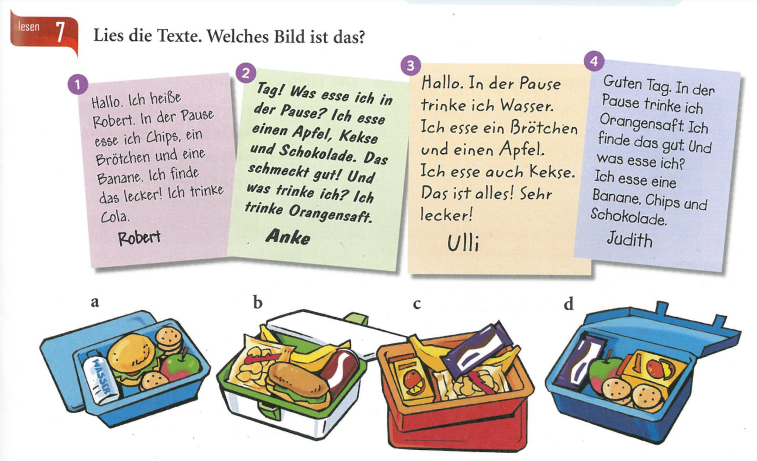 lesen 7
Lies die Texte. Welches Bild ist das?
1
Hallo. Ich heiße
Robert. In der Pause
esse ich Chips, ein
Brötchen und eine
Banane. Ich finde
das lecker! Ich trinke
Cola.
Robert
2
Tag! Was esse ich in
der Pause? Ich esse
einen Apfel, Kekse
und Schokolade. Das
schmeckt gut! Und
was trinke ich? Ich
trinke Orangensaft.
Anke
3
Hallo. In der Pause
trinke ich Wasser.
Ich esse ein Brötchen
und einen Apfel.
Ich esse auch Kekse.
Das ist alles! Sehr
lecker!
Ulli
4
Guten Tag. In der
Pause trinke ich
Orangensaft. Ich
finde das gut. Und
was esse ich?
Ich esse eine
Banane, Chips und
Schokolade.
Judith
a
b
c
d
WASSER